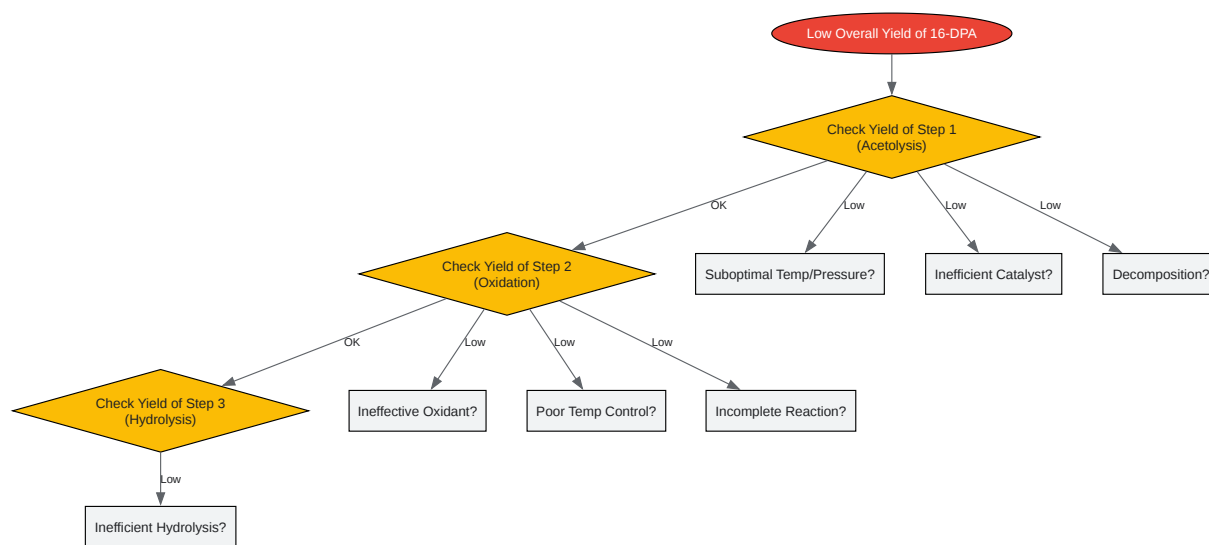 Low Overall Yield of 16-DPA
Check Yield of Step 1
(Acetolysis)
OK
Low
Low
Low
Check Yield of Step 2
(Oxidation)
Suboptimal Temp/Pressure?
Inefficient Catalyst?
Decomposition?
OK
Low
Low
Low
Check Yield of Step 3
(Hydrolysis)
Ineffective Oxidant?
Poor Temp Control?
Incomplete Reaction?
Low
Inefficient Hydrolysis?